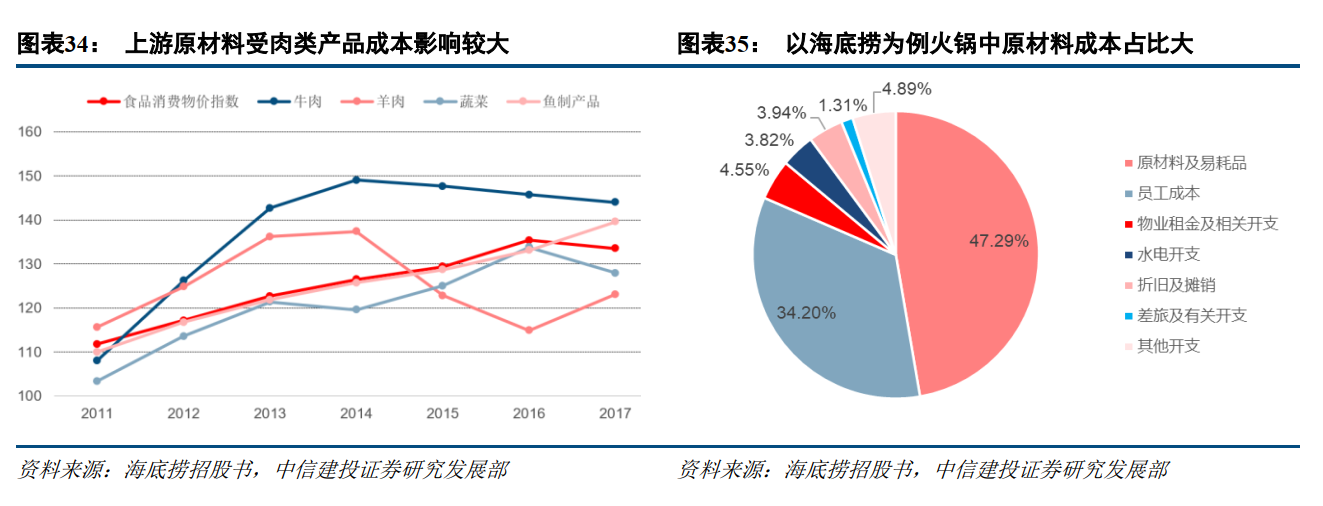 图表34： 上游原材料受肉类产品成本影响较大
食品消费物价指数 牛肉 羊肉 蔬菜 鱼制产品
160
150
140
130
120
110
100
2011 2012 2013 2014 2015 2016 2017
资料来源：海底捞招股书，中信建投证券研究发展部
图表35： 以海底捞为例火锅中原材料成本占比大
4.89%
1.31%
3.94%
3.82%
4.55%
47.29%
34.20%
原材料及易耗品
员工成本
物业租金及相关开支
水电开支
折旧及摊销
差旅及有关开支
其他开支
资料来源：海底捞招股书，中信建投证券研究发展部